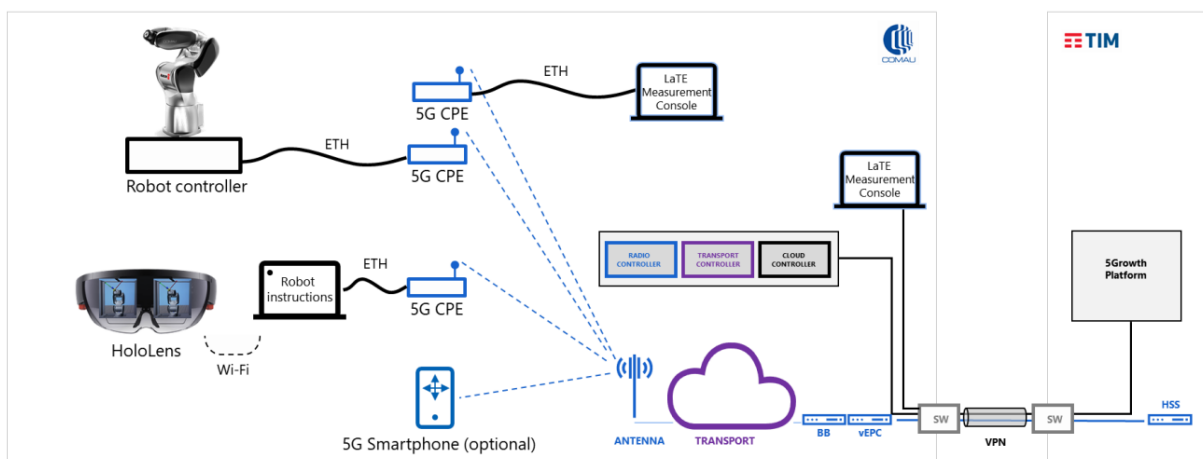 COMAU
TIM
ETH
LaTE
Measurement
Console
5G CPE
ETH
5G CPE
Robot controller
LaTE
Measurement
Console
RADIO
CONTROLLER
TRANSPORT
CONTROLLER
CLOUD
CONTROLLER
5Growth
Platform
ETH
Robot
instructions
5G CPE
HoloLens
Wi-Fi
5G Smartphone (optional)
ANTENNA
TRANSPORT
BB
vEPC
SW
VPN
SW
HSS